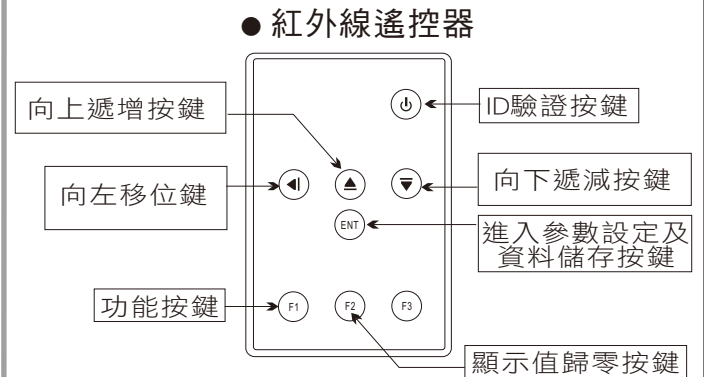 ●紅外線遙控器
向上遞增按鍵
ID驗證按鍵
向左移位鍵
向下遞減按鍵
ENT
進入參數設定及
資料儲存按鍵
功能按鍵
F1
F2
F3
顯示值歸零按鍵